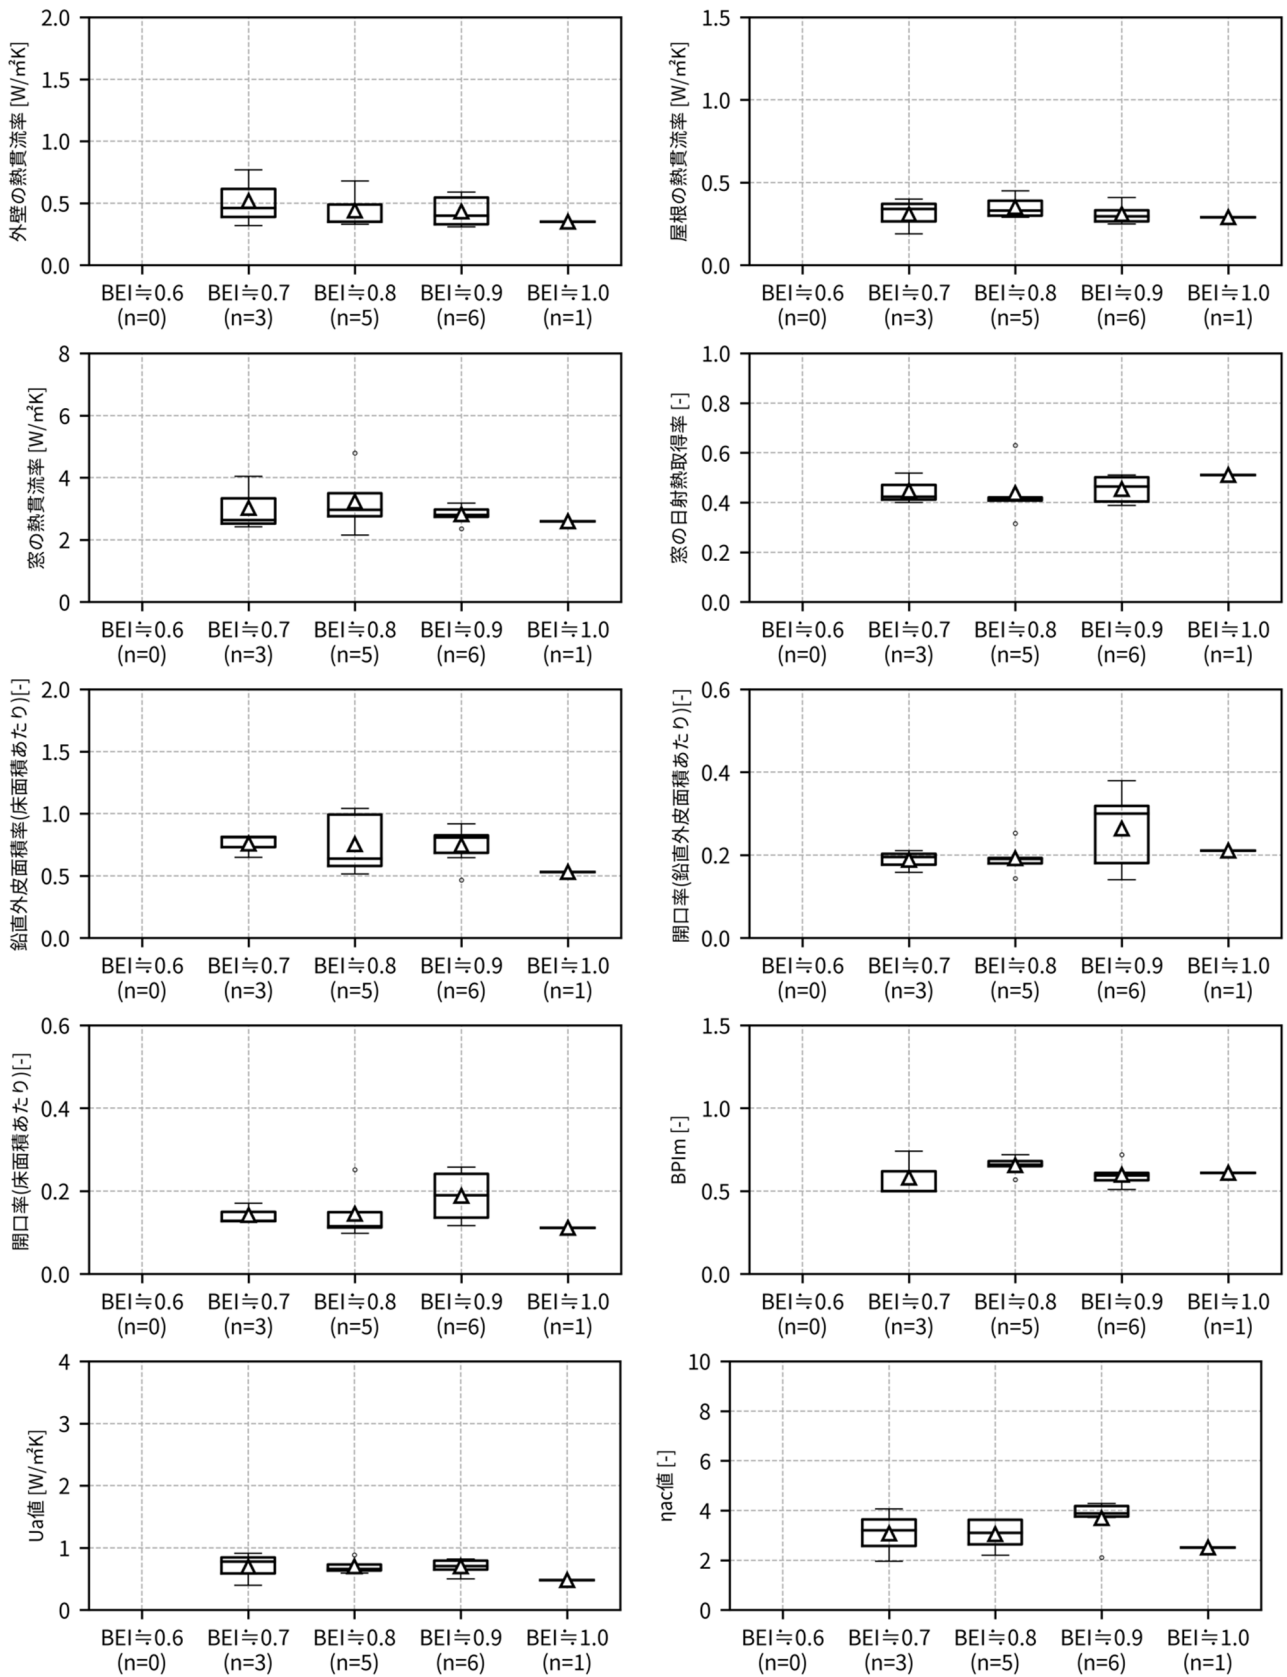 外壁の熱貫流率 [W/㎡K]
2.0
1.5
1.0
0.5
0.0
BEI≒0.6 BEI≒0.7 BEI≒0.8 BEI≒0.9 BEI≒1.0
(n=0) (n=3) (n=5) (n=6) (n=1)
屋根の熱貫流率 [W/㎡K]
1.5
1.0
0.5
0.0
BEI≒0.6 BEI≒0.7 BEI≒0.8 BEI≒0.9 BEI≒1.0
(n=0) (n=3) (n=5) (n=6) (n=1)
窓の熱貫流率 [W/㎡K]
8
6
4
2
0
BEI≒0.6 BEI≒0.7 BEI≒0.8 BEI≒0.9 BEI≒1.0
(n=0) (n=3) (n=5) (n=6) (n=1)
窓の日射熱取得率 [-]
1.0
0.8
0.6
0.4
0.2
0.0
BEI≒0.6 BEI≒0.7 BEI≒0.8 BEI≒0.9 BEI≒1.0
(n=0) (n=3) (n=5) (n=6) (n=1)
鉛直外皮面積率(床面積あたり)[-]
2.0
1.5
1.0
0.5
0.0
BEI≒0.6 BEI≒0.7 BEI≒0.8 BEI≒0.9 BEI≒1.0
(n=0) (n=3) (n=5) (n=6) (n=1)
開口率(鉛直外皮面積あたり)[-]
0.6
0.4
0.2
0.0
BEI≒0.6 BEI≒0.7 BEI≒0.8 BEI≒0.9 BEI≒1.0
(n=0) (n=3) (n=5) (n=6) (n=1)
開口率(床面積あたり)[-]
0.6
0.4
0.2
0.0
BEI≒0.6 BEI≒0.7 BEI≒0.8 BEI≒0.9 BEI≒1.0
(n=0) (n=3) (n=5) (n=6) (n=1)
BPIm [-]
1.5
1.0
0.5
0.0
BEI≒0.6 BEI≒0.7 BEI≒0.8 BEI≒0.9 BEI≒1.0
(n=0) (n=3) (n=5) (n=6) (n=1)
Ua値 [W/㎡K]
4
3
2
1
0
BEI≒0.6 BEI≒0.7 BEI≒0.8 BEI≒0.9 BEI≒1.0
(n=0) (n=3) (n=5) (n=6) (n=1)
ηac値 [-]
10
8
6
4
2
0
BEI≒0.6 BEI≒0.7 BEI≒0.8 BEI≒0.9 BEI≒1.0
(n=0) (n=3) (n=5) (n=6) (n=1)